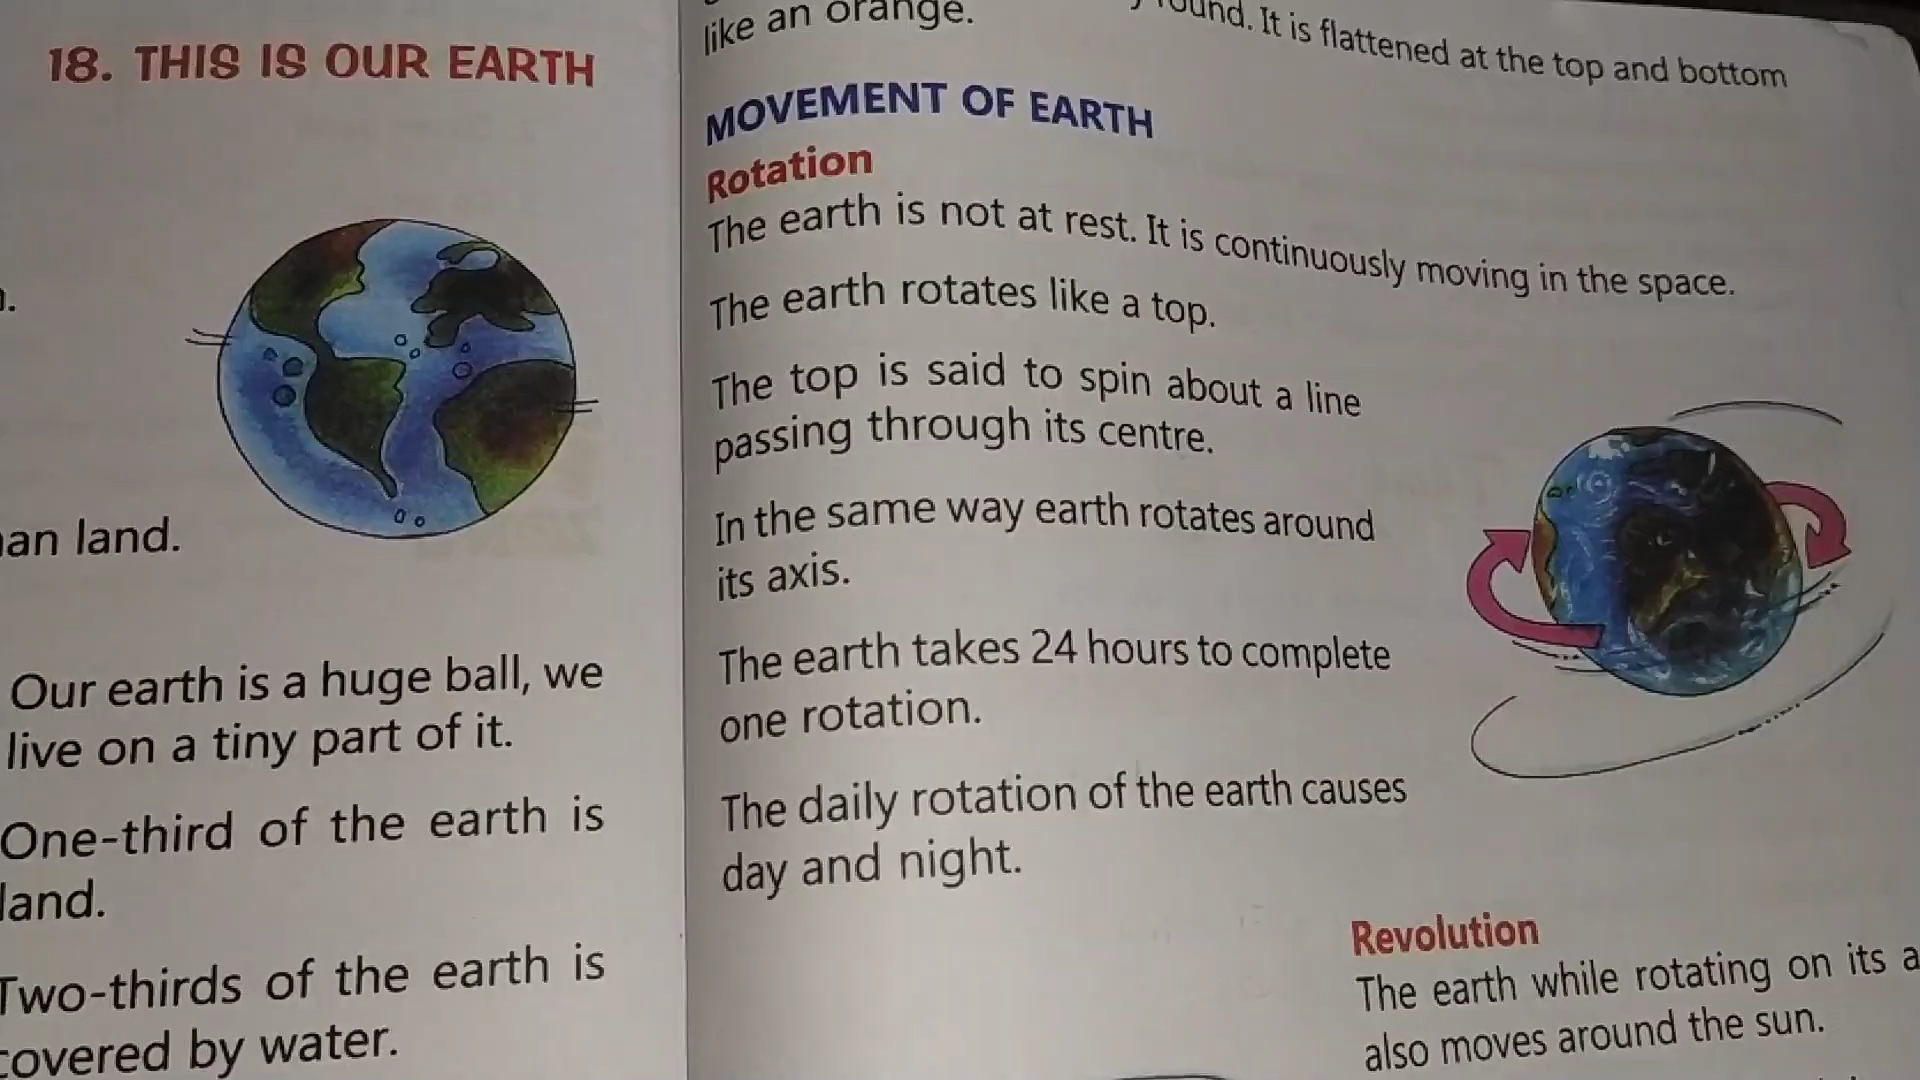 18. THIS IS OUR EARTH
an land.
Our earth is a huge ball, we
live on a tiny part of it.
One-third of the earth is
land.
Two-thirds of the earth is
covered by water.
round. It is flattened at the top and bottom
like an orange.
MOVEMENT OF EARTH
Rotation
The earth is not at rest. It is continuously moving in the space.
The earth rotates like a top.
The top is said to spin about a line
passing through its centre.
In the same way earth rotates around
its axis.
The earth takes 24 hours to complete
one rotation.
The daily rotation of the earth causes
day and night.
Revolution
The earth while rotating on its a
also moves around the sun.